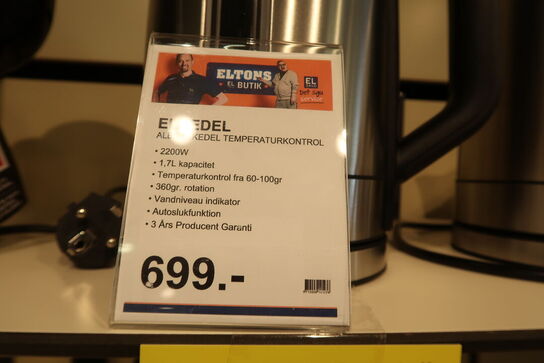 ELTONS
EL BUTIK
EL
Det sgu
service
EDEL
KEDEL TEMPERATURKONTROL
• 2200W
• 1,7L kapacitet
• Temperaturkontrol fra 60-100gr
• 360gr. rotation
• Vandniveau indikator
• Autoslukfunktion
• 3 Års Producent Garanti
699.-